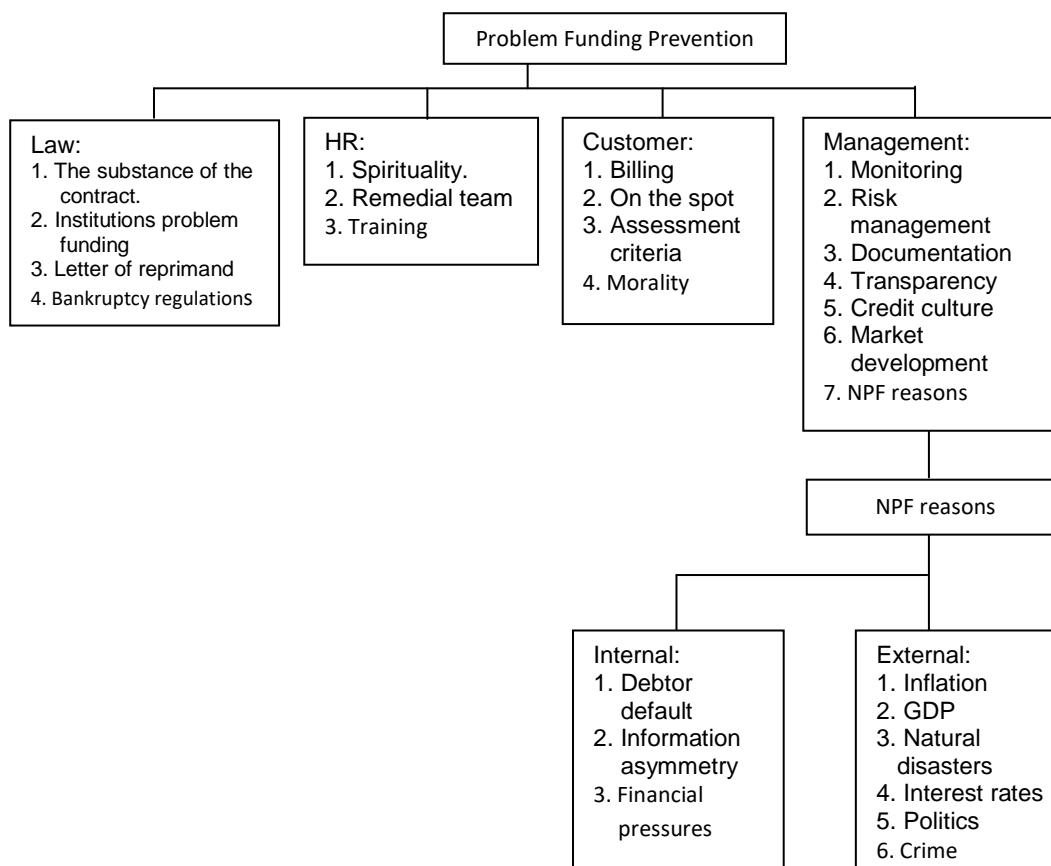 Problem Funding Prevention
Law:
1. The substance of the
contract.
2. Institutions problem
funding
3. Letter of reprimand
4. Bankruptcy regulations
HR:
1. Spirituality.
2. Remedial team
3. Training
Customer:
1. Billing
2. On the spot
3. Assessment
criteria
4. Morality
Management:
1. Monitoring
2. Risk
management
3. Documentation
4. Transparency
5. Credit culture
6. Market
development
7. NPF reasons
NPF reasons
Internal:
1. Debtor
default
2. Information
asymmetry
3. Financial
pressures
External:
1. Inflation
2. GDP
3. Natural
disasters
4. Interest rates
5. Politics
6. Crime